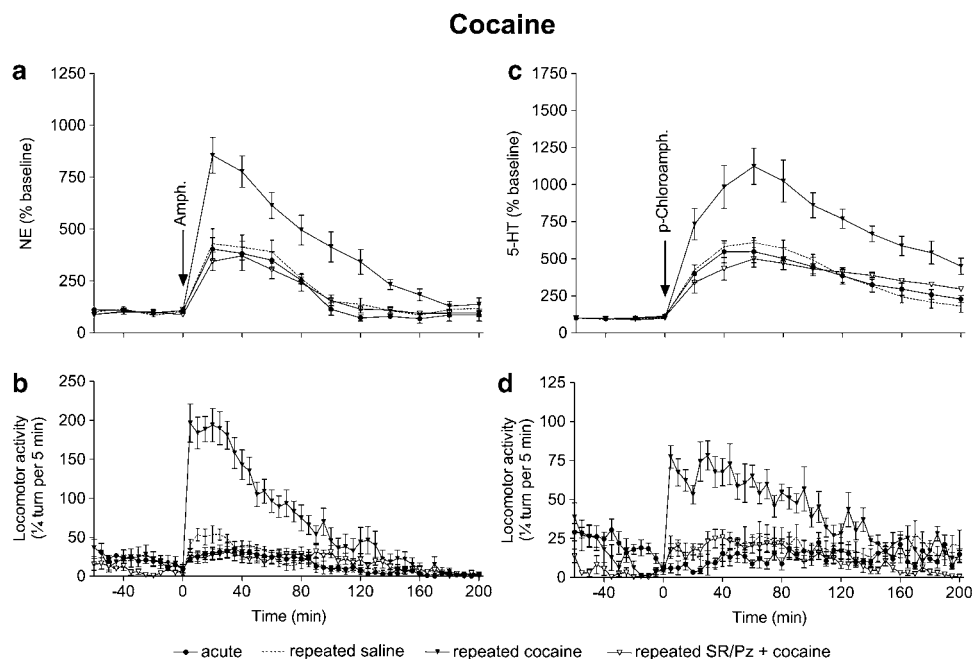 Cocaine
a
NE (% baseline)
1250
1000
750
500
250
0
Amph.
c
5-HT (% baseline)
1750
1500
1250
1000
750
500
250
0
p-Chloroamph.
b
Locomotor activity
(¼ turn per 5 min)
250
200
150
100
50
0
-40 0 40 80 120 160 200
Time (min)
d
Locomotor activity
(¼ turn per 5 min)
125
100
75
50
25
0
-40 0 40 80 120 160 200
Time (min)
acute repeated saline repeated cocaine repeated SR/Pz + cocaine